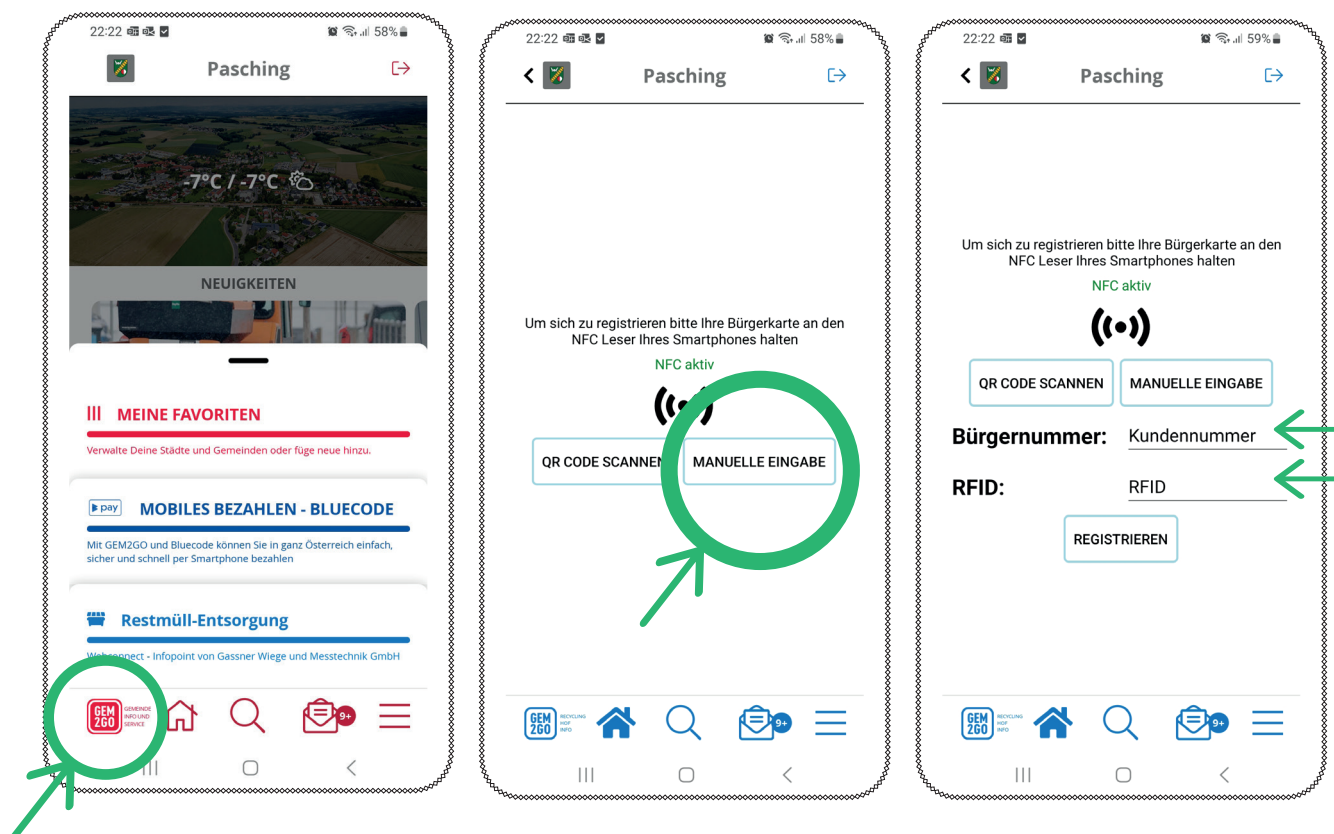 22:22
58%
Pasching
-7°C / -7°C
NEUIGKEITEN
MEINE FAVORITEN
Verwalte Deine Städte und Gemeinden oder füge neue hinzu.
pay
MOBILES BEZAHLEN - BLUECODE
Mit GEM2GO und Bluecode können Sie in ganz Österreich einfach,
sicher und schnell per Smartphone bezahlen
Restmüll-Entsorgung
Webconnect - Infopoint von Gassner Wiege und Messtechnik GmbH
GEM
2GO
GEMEINDE
INFO UND
SERVICE
9+
22:22
58%
Pasching
Um sich zu registrieren bitte Ihre Bürgerkarte an den
NFC Leser Ihres Smartphones halten
NFC aktiv
QR CODE SCANNEN
MANUELLE EINGABE
GEM
2GO
RECYCLING
HOF
INFO
9+
22:22
59%
Pasching
Um sich zu registrieren bitte Ihre Bürgerkarte an den
NFC Leser Ihres Smartphones halten
NFC aktiv
QR CODE SCANNEN
MANUELLE EINGABE
Bürgernummer: Kundennummer
RFID: RFID
REGISTRIEREN
GEM
2GO
RECYCLING
HOF
INFO
9+